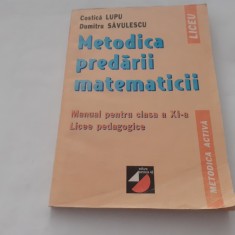 Costică LUPU
Dumitru SĂVULESCU
Metodica
predării
matematicii
Manual pentru clasa a XI-a
Licee pedagogice
LICEU
METODICA ACTIVĂ